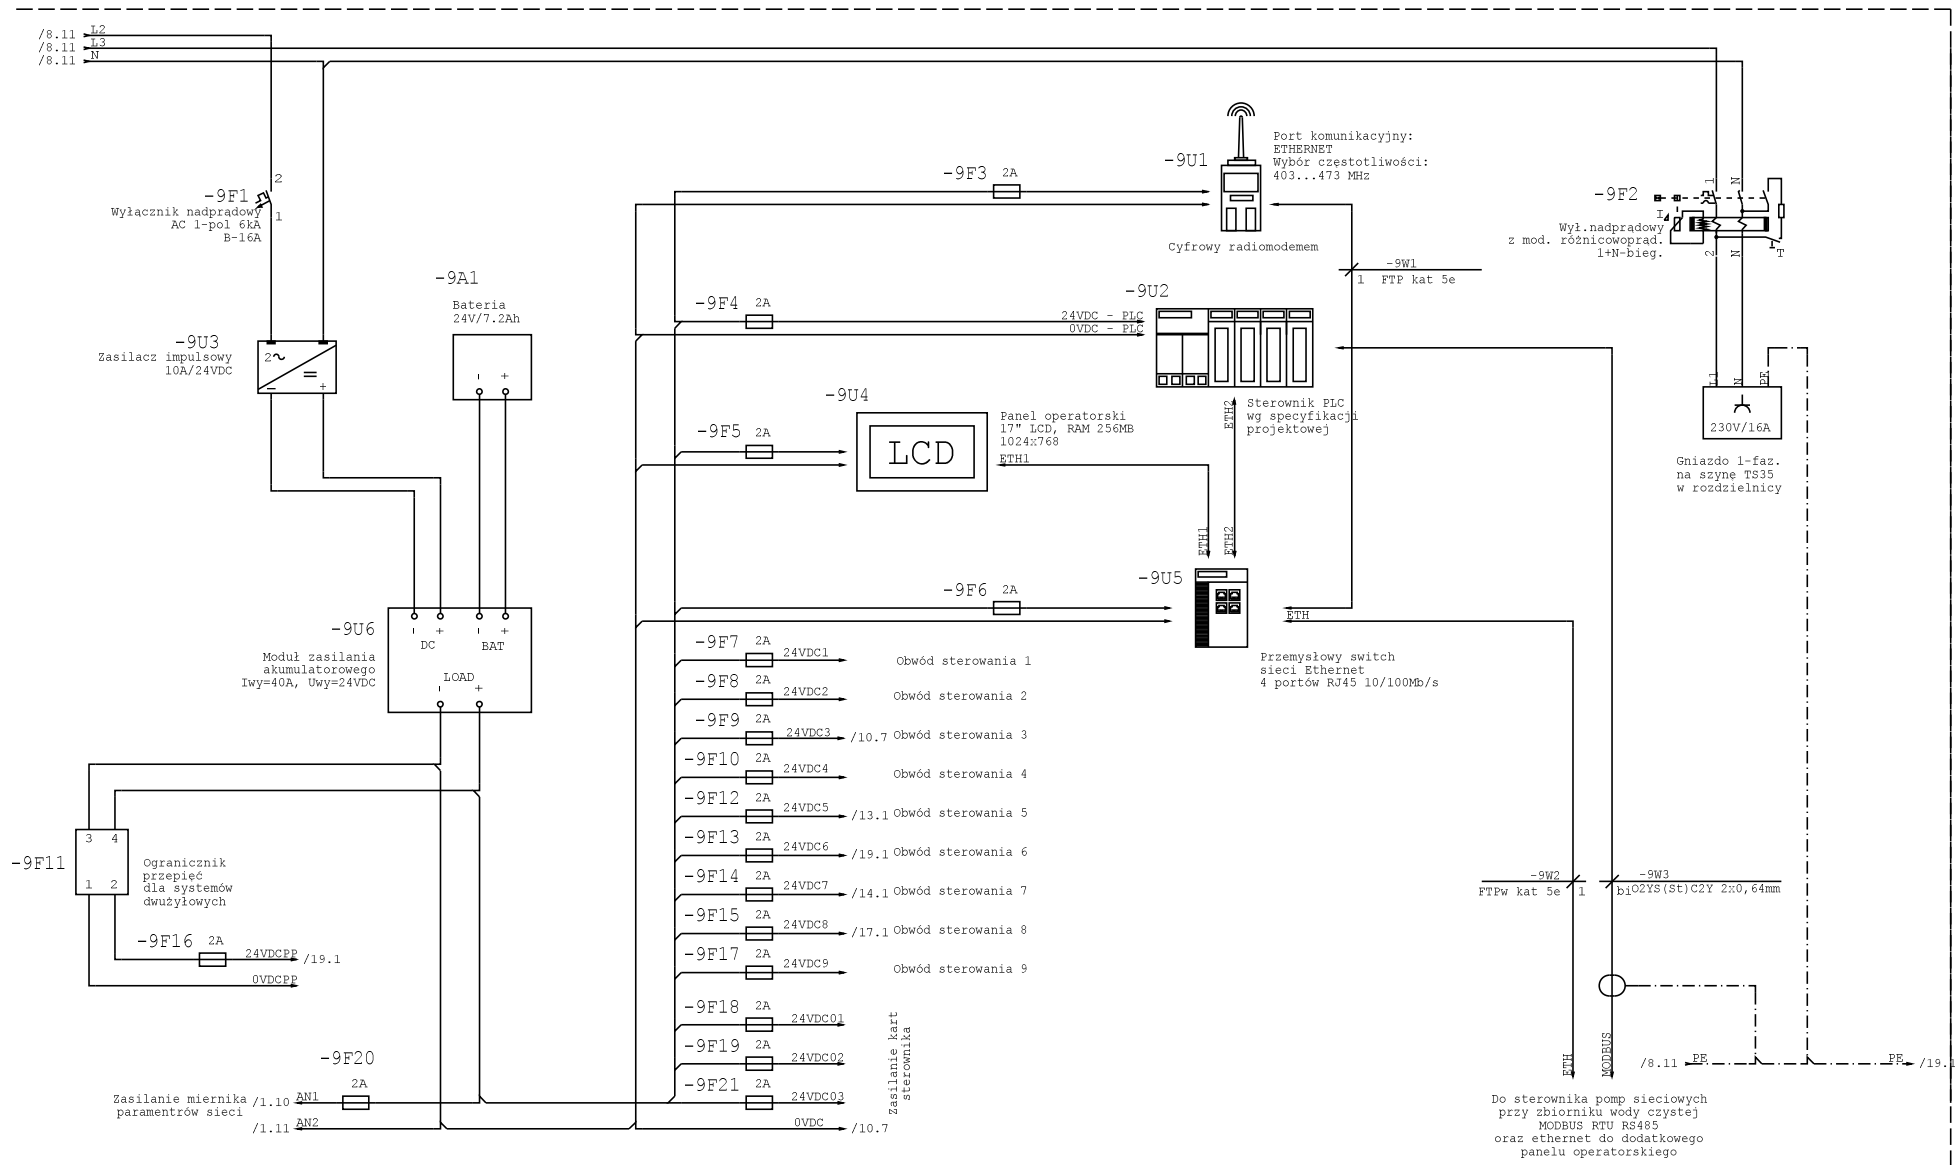 /8.11 L2
/8.11 L3
/8.11 N
-9F1
2
1
Wyłącznik nadprądowy
AC 1-pol 6kA
B-16A
-9U3
Zasilacz impulsowy
10A/24VDC
2~
=
-
+
-9A1
Bateria
24V/7.2Ah
- +
-9U6
Moduł zasilania
akumulatorowego
Iwy=40A, Uwy=24VDC
- + - +
DC BAT
LOAD
- +
-9F11
3 4
1 2
Ogranicznik
przepięć
dla systemów
dwużyłowych
-9F16 2A
24VDCPP /19.1
0VDCPP
-9F20
2A
Zasilanie miernika
paramentrów sieci
/1.10 AN1
/1.11 AN2
-9F3 2A
-9U1
Port komunikacyjny:
ETHERNET
Wybór częstotliwości:
403...473 MHz
Cyfrowy radiomodemem
-9W1
1 FTP kat 5e
-9F4 2A
24VDC - PLC
0VDC - PLC
-9U2
Sterownik PLC
wg specyfikacji
projektowej
ETH2
-9F5 2A
-9U4
LCD
Panel operatorski
17" LCD, RAM 256MB
1024x768
ETH1
ETH1
ETH2
-9F6 2A
-9U5
ETH
Przemysłowy switch
sieci Ethernet
4 portów RJ45 10/100Mb/s
-9F7 2A 24VDC1 Obwód sterowania 1
-9F8 2A 24VDC2 Obwód sterowania 2
-9F9 2A 24VDC3 /10.7 Obwód sterowania 3
-9F10 2A 24VDC4 Obwód sterowania 4
-9F12 2A 24VDC5 /13.1 Obwód sterowania 5
-9F13 2A 24VDC6 /19.1 Obwód sterowania 6
-9F14 2A 24VDC7 /14.1 Obwód sterowania 7
-9F15 2A 24VDC8 /17.1 Obwód sterowania 8
-9F17 2A 24VDC9 Obwód sterowania 9
-9F18 2A 24VDC01
-9F19 2A 24VDC02
-9F21 2A 24VDC03
0VDC /10.7
Zasilanie kart
sterownika
-9F2
1 N
I
T
2 N
Wył.nadprądowy
z mod. różnicowoprąd.
1+N-bieg.
L1 N PE
230V/16A
Gniazdo 1-faz.
na szynę TS35
w rozdzielnicy
-9W2
FTPw kat 5e 1
-9W3
biO2YS(St)C2Y 2x0,64mm
ETH
MODBUS
/8.11 PE
PE /19.1
Do sterownika pomp sieciowych
przy zbiorniku wody czystej
MODBUS RTU RS485
oraz ethernet do dodatkowego
panelu operatorskiego